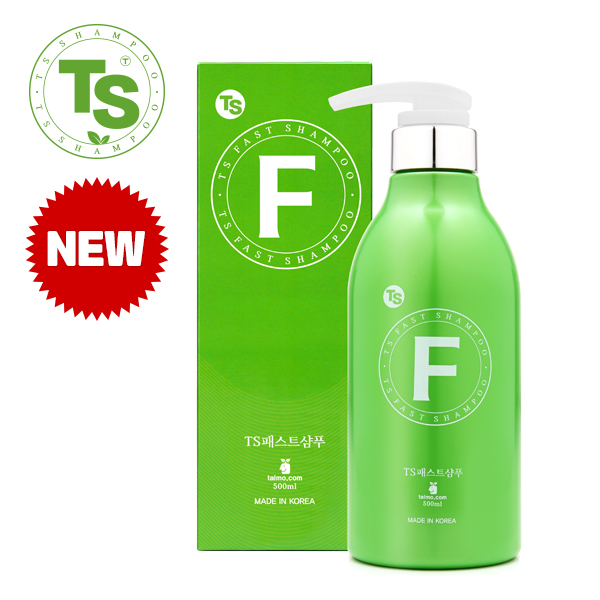 TS SHAMPOO · TS SHAMPOO ·
TS
T
NEW
TS
TS FAST SHAMPOO · TS FAST SHAMPOO ·
F
TS패스트샴푸
talmo.com
500ml
MADE IN KOREA
TS
TS FAST SHAMPOO · TS FAST SHAMPOO ·
F
TS패스트샴푸
talmo.com
500ml
MADE IN KOREA